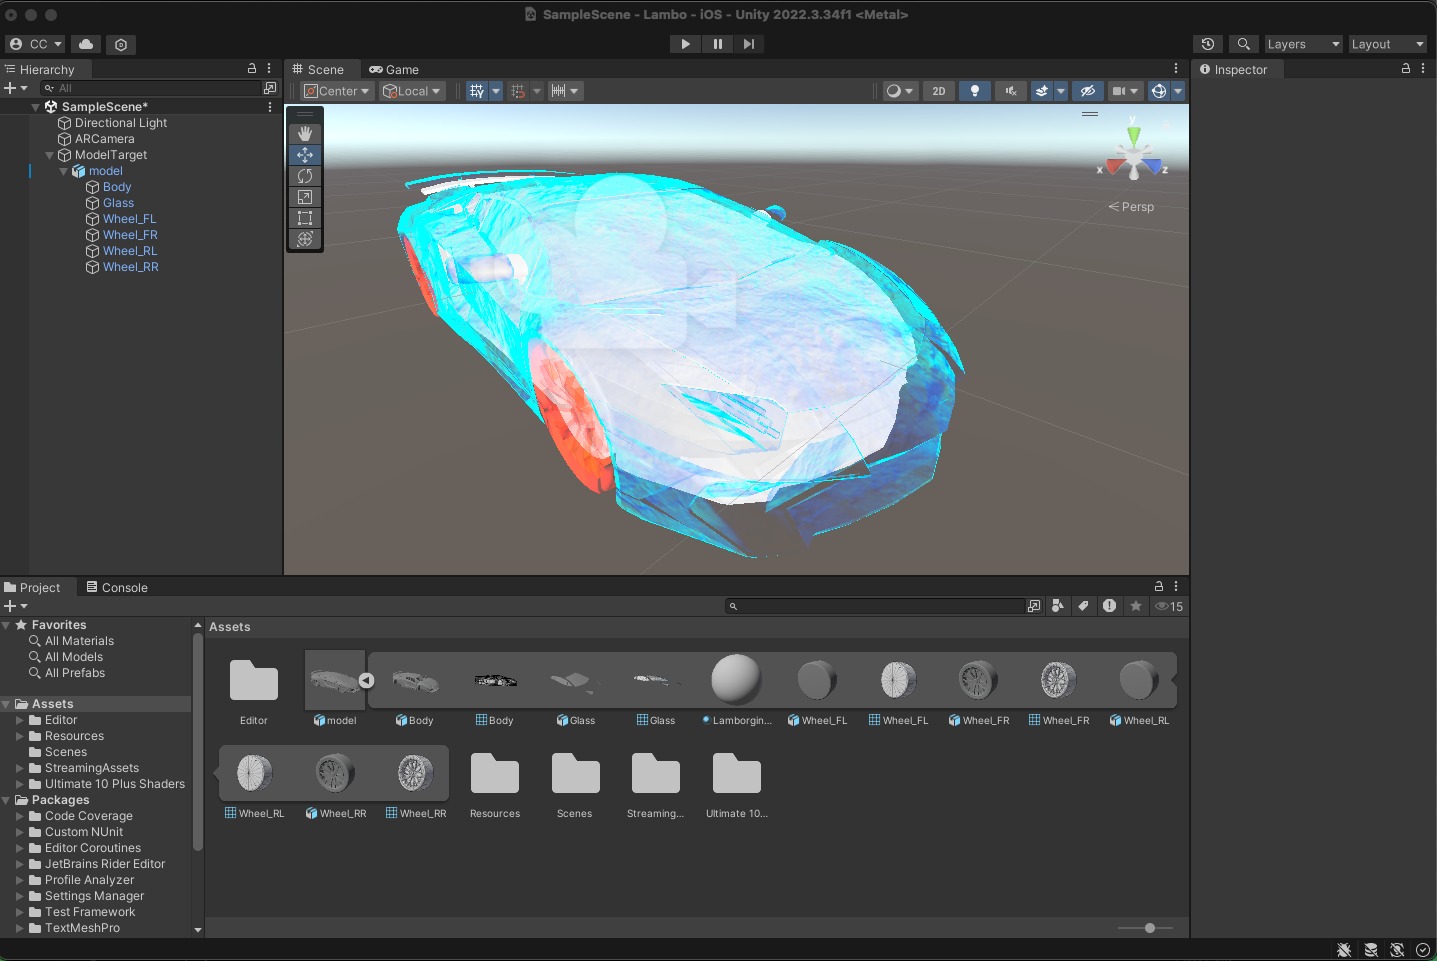 SampleScene - Lambo - iOS - Unity 2022.3.34f1 <Metal>
CC
Layers
Layout
Hierarchy
All
SampleScene*
Directional Light
ARCamera
ModelTarget
model
Body
Glass
Wheel_FL
Wheel_FR
Wheel_RL
Wheel_RR
Scene
Game
Center
Local
2D
y
x
z
Persp
Inspector
Project
Console
15
Favorites
All Materials
All Models
All Prefabs
Assets
Editor
Resources
Scenes
StreamingAssets
Ultimate 10 Plus Shaders
Packages
Code Coverage
Custom NUnit
Editor Coroutines
JetBrains Rider Editor
Profile Analyzer
Settings Manager
Test Framework
TextMeshPro
Assets
Editor
model
Body
Body
Glass
Glass
Lamborgin...
Wheel_FL
Wheel_FL
Wheel_FR
Wheel_FR
Wheel_RL
Wheel_RL
Wheel_RR
Wheel_RR
Resources
Scenes
Streaming...
Ultimate 10...